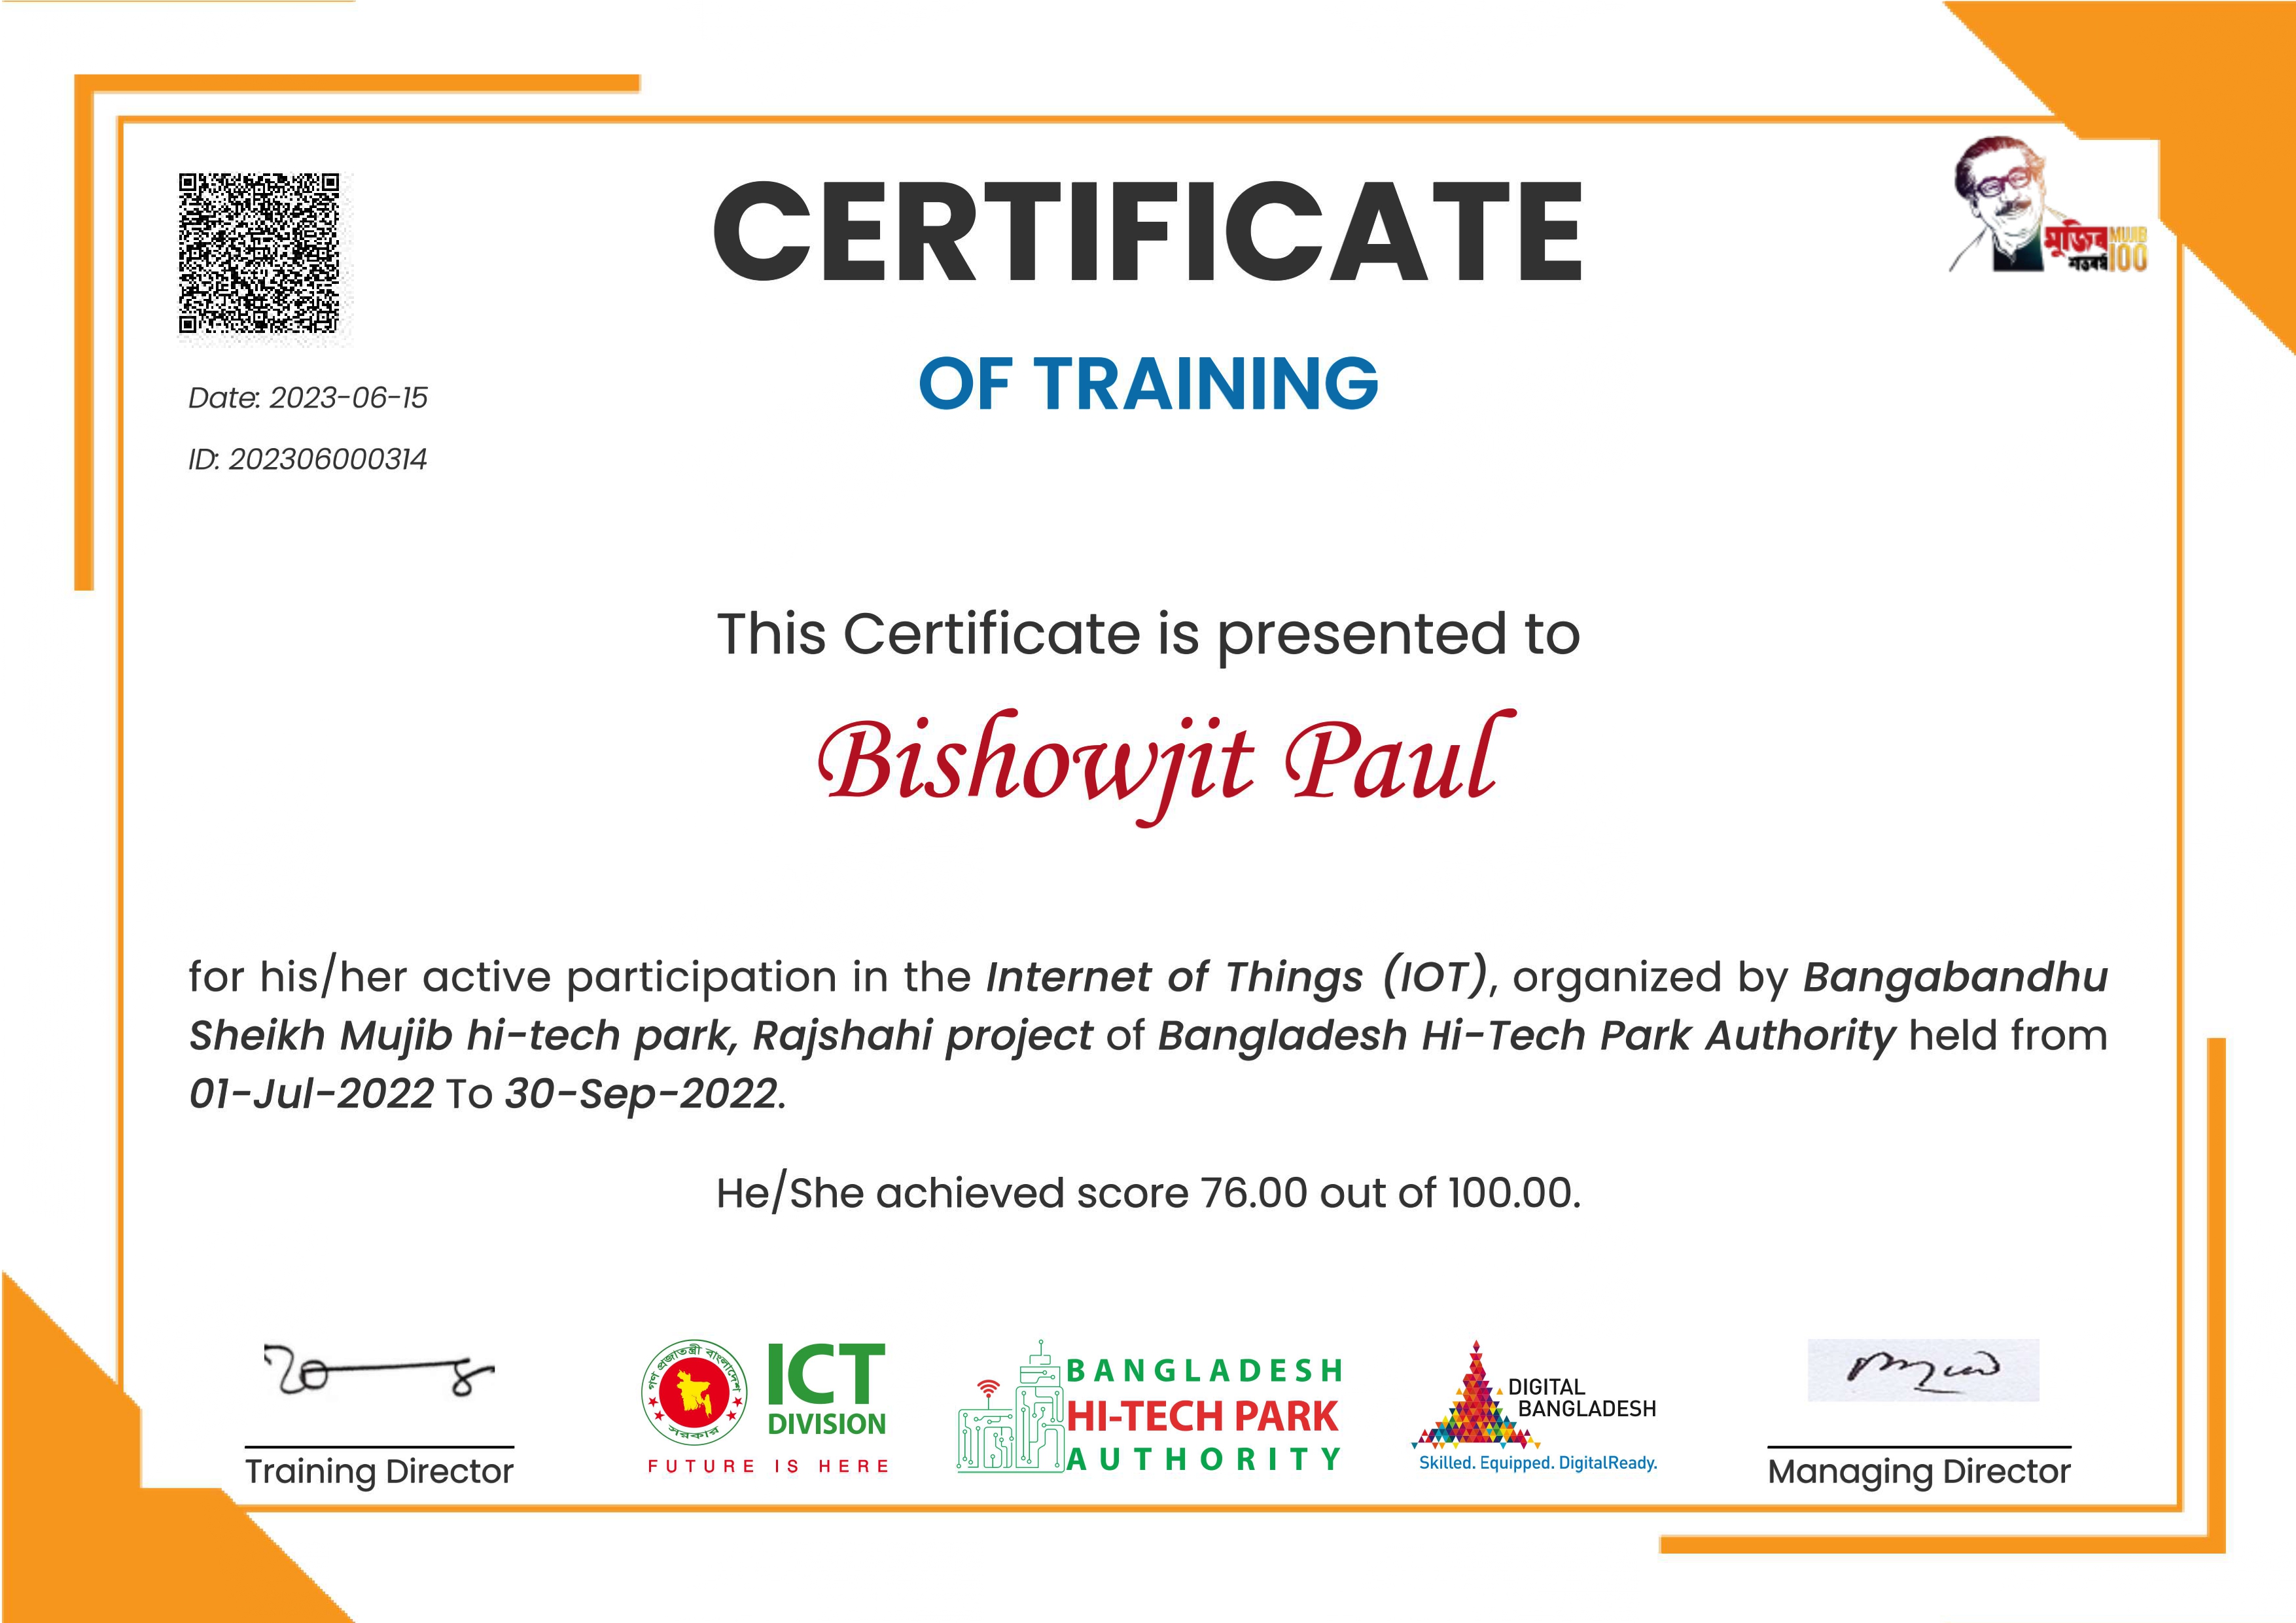 CERTIFICATE
OF TRAINING
মুজিব MUJIB
শতবর্ষ 100
Date: 2023-06-15
ID: 202306000314
This Certificate is presented to
Bishowjit Paul
for his/her active participation in the Internet of Things (IOT), organized by Bangabandhu
Sheikh Mujib hi-tech park, Rajshahi project of Bangladesh Hi-Tech Park Authority held from
01-Jul-2022 To 30-Sep-2022.
He/She achieved score 76.00 out of 100.00.
Training Director
গণ প্রজাতন্ত্রী বাংলাদেশ
সরকার
ICT
DIVISION
FUTURE IS HERE
BANGLADESH
HI-TECH PARK
AUTHORITY
DIGITAL
BANGLADESH
Skilled. Equipped. DigitalReady.
Managing Director